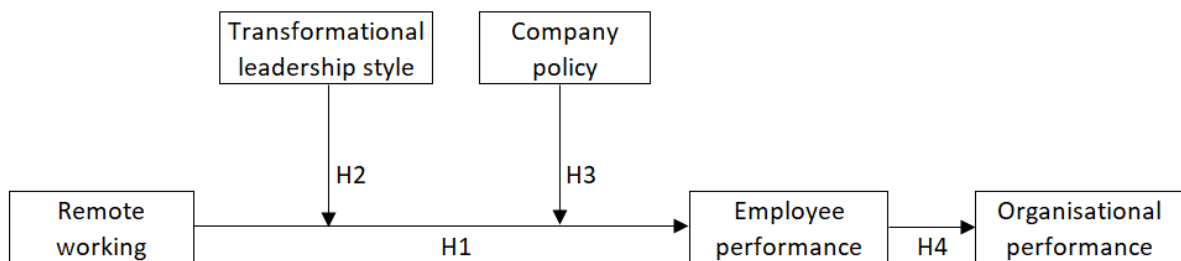 Transformational
leadership style
Company
policy
H2
H3
Remote
working
H1
Employee
performance
H4
Organisational
performance